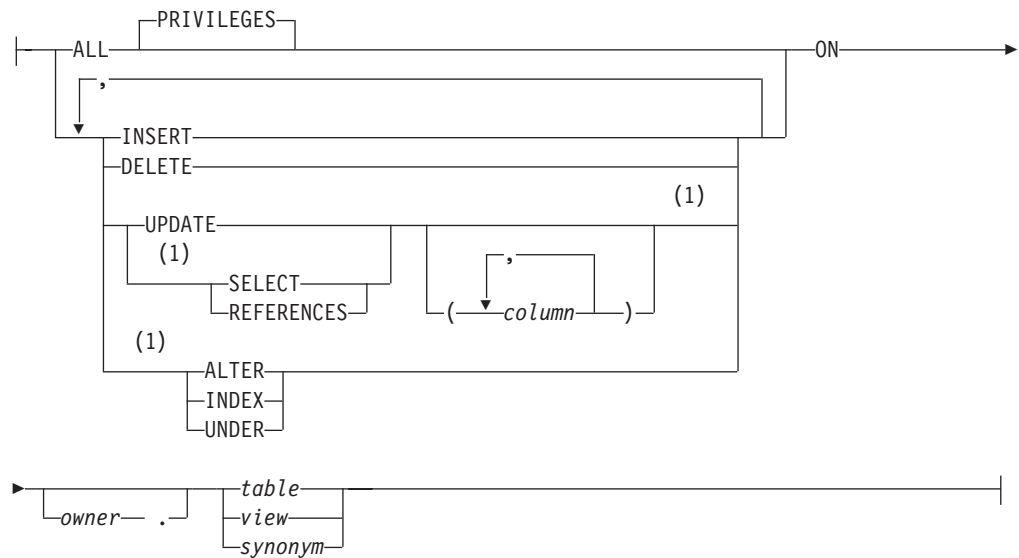 PRIVILEGES
ALL ON
,
INSERT
DELETE
(1)
UPDATE
(1)
,
SELECT
REFERENCES ( column )
(1)
ALTER
INDEX
UNDER
table
owner . view
synonym